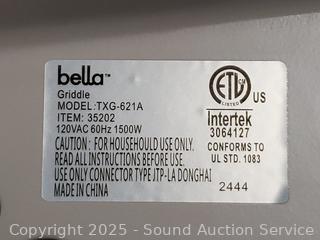 bella™
Griddle
MODEL:TXG-621A
ITEM: 35202
120VAC 60Hz 1500W
CAUTION: FOR HOUSEHOLD USE ONLY.
READ ALL INSTRUCTIONS BEFORE USE.
USE ONLY CONNECTOR TYPE JTP-LA DONGHAI
MADE IN CHINA
ETL
CM
LISTED
US
Intertek
3064127
CONFORMS TO
UL STD. 1083
2444
Copyright © 2025 - Sound Auction Service